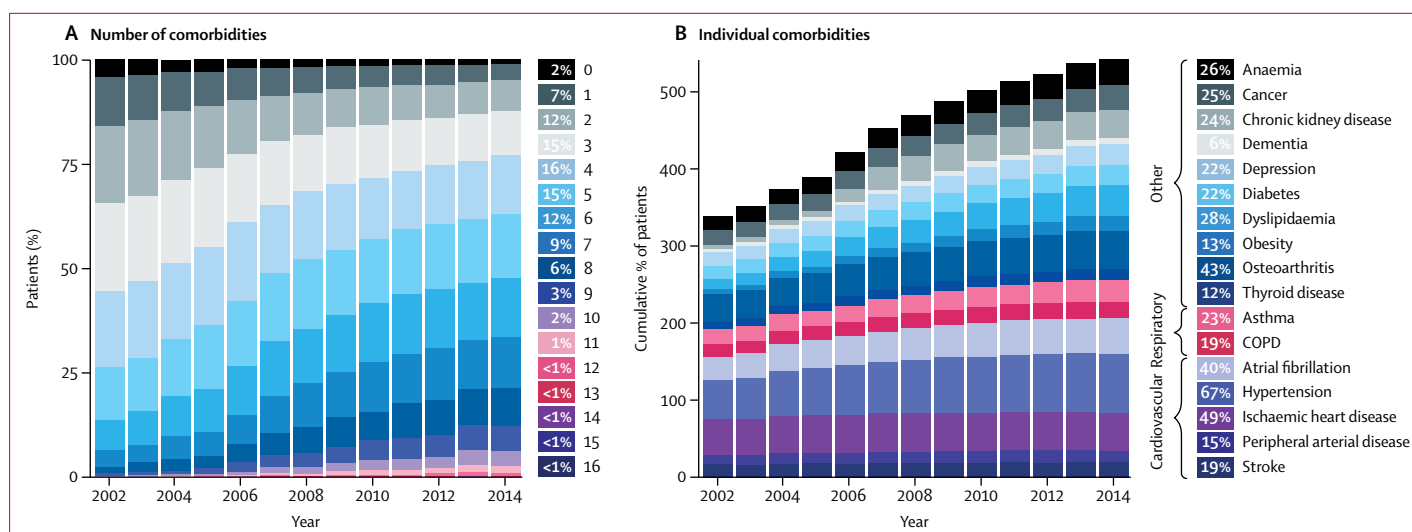 A Number of comorbidities
100
75
50
25
0
Patients (%)
2002 2004 2006 2008 2010 2012 2014
Year
2% 0
7% 1
12% 2
15% 3
16% 4
15% 5
12% 6
9% 7
6% 8
3% 9
2% 10
1% 11
<1% 12
<1% 13
<1% 14
<1% 15
<1% 16
B Individual comorbidities
500
400
300
200
100
0
Cumulative % of patients
2002 2004 2006 2008 2010 2012 2014
Year
Other
26% Anaemia
25% Cancer
24% Chronic kidney disease
6% Dementia
22% Depression
22% Diabetes
28% Dyslipidaemia
13% Obesity
43% Osteoarthritis
12% Thyroid disease
Respiratory
23% Asthma
19% COPD
Cardiovascular
40% Atrial fibrillation
67% Hypertension
49% Ischaemic heart disease
15% Peripheral arterial disease
19% Stroke